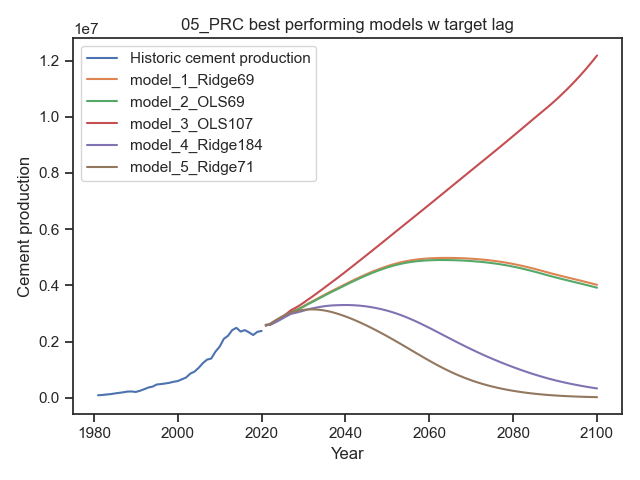 05_PRC best performing models w target lag
1e7
Historic cement production
model_1_Ridge69
model_2_OLS69
model_3_OLS107
model_4_Ridge184
model_5_Ridge71
1.2
1.0
0.8
0.6
0.4
0.2
0.0
Cement production
1980 2000 2020 2040 2060 2080 2100
Year